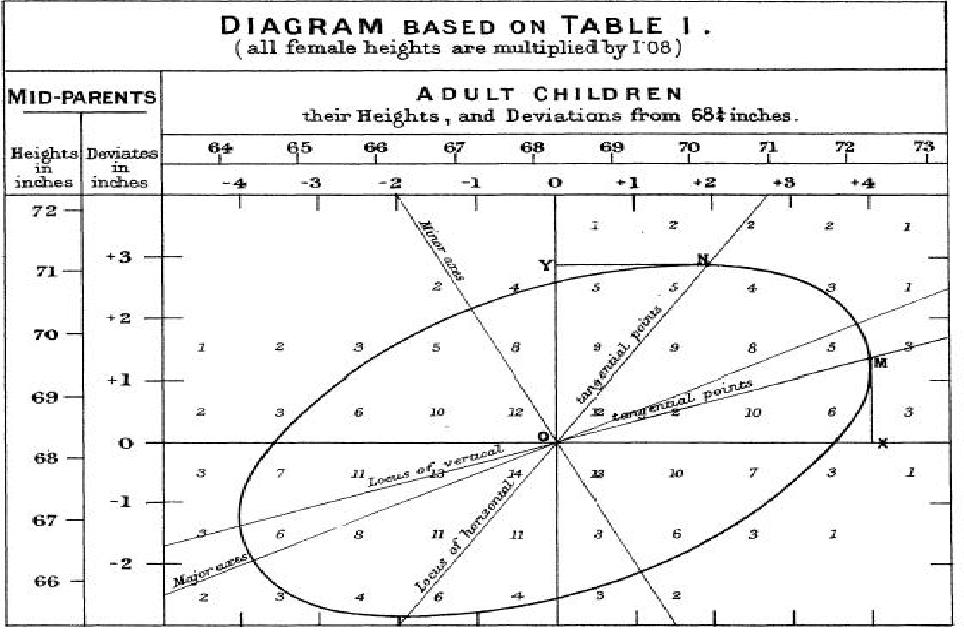 DIAGRAM BASED ON TABLE I.
(all female heights are multiplied by 1·08)
MID-PARENTS
ADULT CHILDREN
their Heights, and Deviations from 68¼ inches.
Heights in inches
Deviates in inches
64 65 66 67 68 69 70 71 72 73
-4 -3 -2 -1 0 +1 +2 +3 +4
72
1 2 2 2 1
Minor axes
+3
Y N
71
2 4 5 5 4 3 1
+2
tangential points
70
1 2 3 5 8 9 9 8 5 3
M
+1
tangential points
69
2 3 6 10 12 12 2 10 6 3
0 O X
68
Locus of vertical
3 7 11 13 14 13 10 7 3 1
-1
Locus of horizontal
67
3 6 8 11 11 8 6 3 1
-2
Major axes
66
2 3 4 6 4 3 2